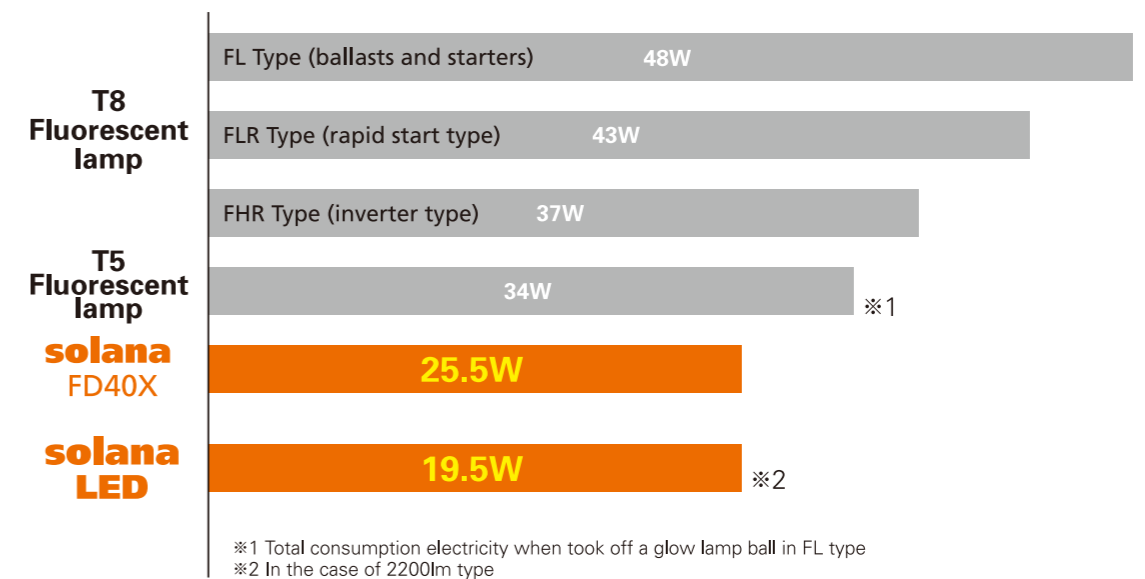 FL Type (ballasts and starters) 48W
T8
Fluorescent
lamp
FLR Type (rapid start type) 43W
FHR Type (inverter type) 37W
T5
Fluorescent
lamp
34W
※1
solana
FD40X
25.5W
solana
LED
19.5W
※2
※1 Total consumption electricity when took off a glow lamp ball in FL type
※2 In the case of 2200lm type